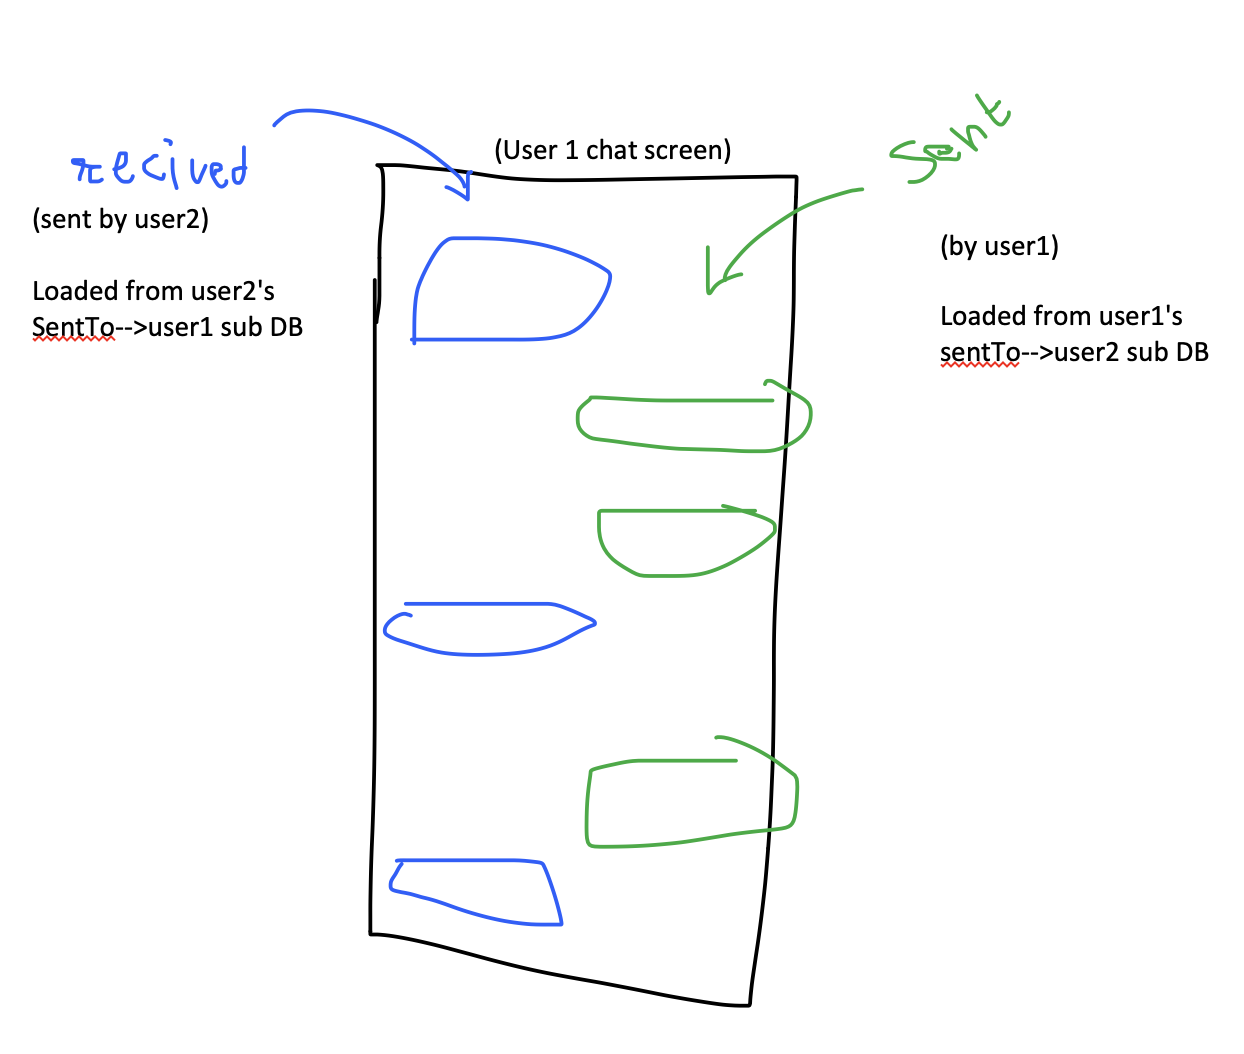 recived
(sent by user2)
Loaded from user2's
SentTo-->user1 sub DB
(User 1 chat screen)
Sent
(by user1)
Loaded from user1's
sentTo-->user2 sub DB